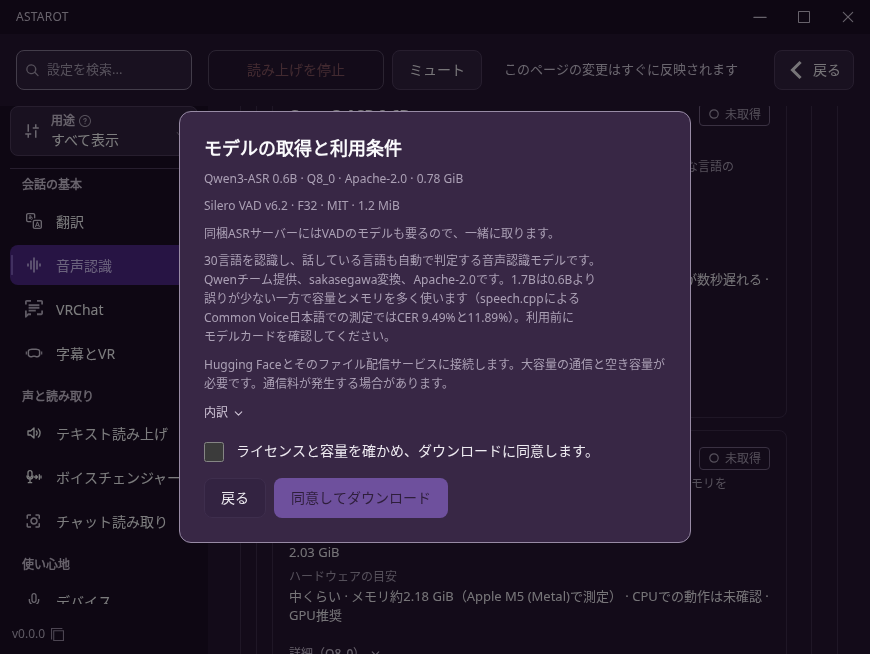 ASTAROT
設定を検索...
読み上げを停止
ミュート
このページの変更はすぐに反映されます
戻る
用途
すべて表示
会話の基本
翻訳
音声認識
VRChat
字幕とVR
声と読み取り
テキスト読み上げ
ボイスチェンジャー
チャット読み取り
使い心地
デバイス
v0.0.0
未取得
な言語の
が数秒遅れる ·
モデルの取得と利用条件
Qwen3-ASR 0.6B · Q8_0 · Apache-2.0 · 0.78 GiB
Silero VAD v6.2 · F32 · MIT · 1.2 MiB
同梱ASRサーバーにはVADのモデルも要るので、一緒に取ります。
30言語を認識し、話している言語も自動で判定する音声認識モデルです。
Qwenチーム提供、sakasegawa変換、Apache-2.0です。1.7Bは0.6Bより
誤りが少ない一方で容量とメモリを多く使います（speech.cppによる
Common Voice日本語での測定ではCER 9.49%と11.89%）。利用前に
モデルカードを確認してください。
Hugging Faceとそのファイル配信サービスに接続します。大容量の通信と空き容量が
必要です。通信料が発生する場合があります。
内訳
ライセンスと容量を確かめ、ダウンロードに同意します。
戻る
同意してダウンロード
未取得
モリを
2.03 GiB
ハードウェアの目安
中くらい · メモリ約2.18 GiB（Apple M5 (Metal)で測定） · CPUでの動作は未確認 ·
GPU推奨
詳細（Q8_0）